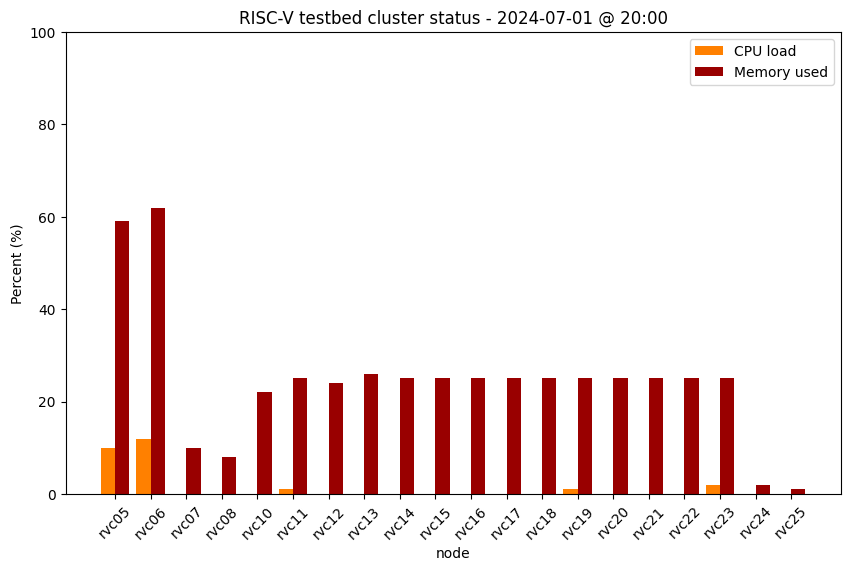 RISC-V testbed cluster status - 2024-07-01 @ 20:00
CPU load
Memory used
100
80
60
40
20
0
Percent (%)
rvc05
rvc06
rvc07
rvc08
rvc10
rvc11
rvc12
rvc13
rvc14
rvc15
rvc16
rvc17
rvc18
rvc19
rvc20
rvc21
rvc22
rvc23
rvc24
rvc25
node